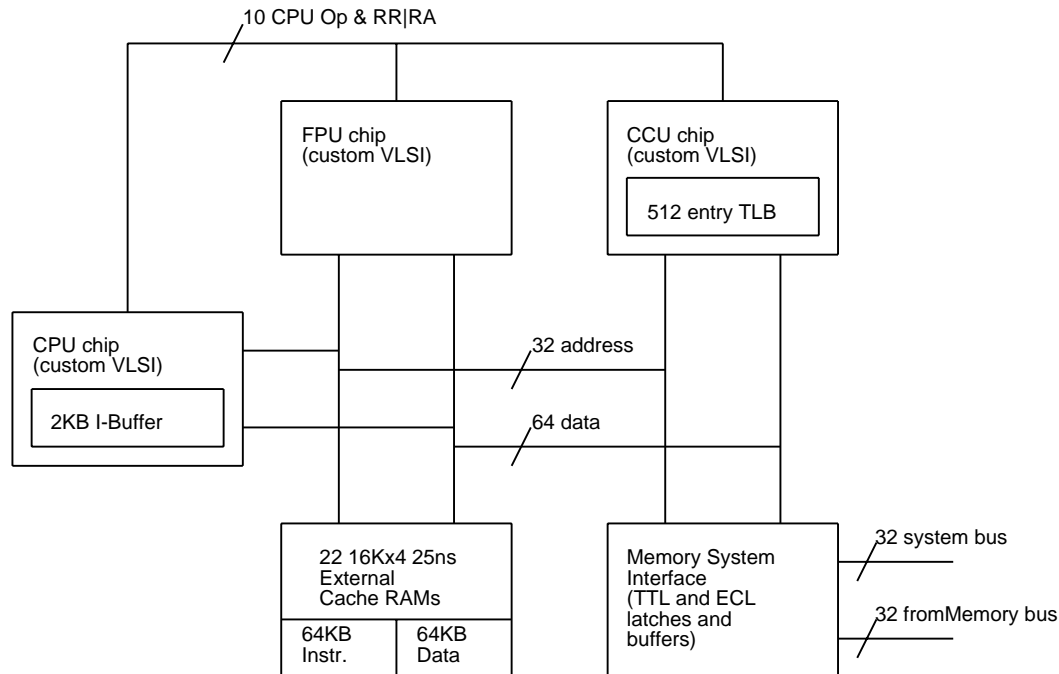 10 CPU Op & RR|RA
FPU chip
(custom VLSI)
CCU chip
(custom VLSI)
512 entry TLB
CPU chip
(custom VLSI)
2KB I-Buffer
32 address
64 data
22 16Kx4 25ns
External
Cache RAMs
64KB
Instr.
64KB
Data
Memory System
Interface
(TTL and ECL
latches and
buffers)
32 system bus
32 fromMemory bus